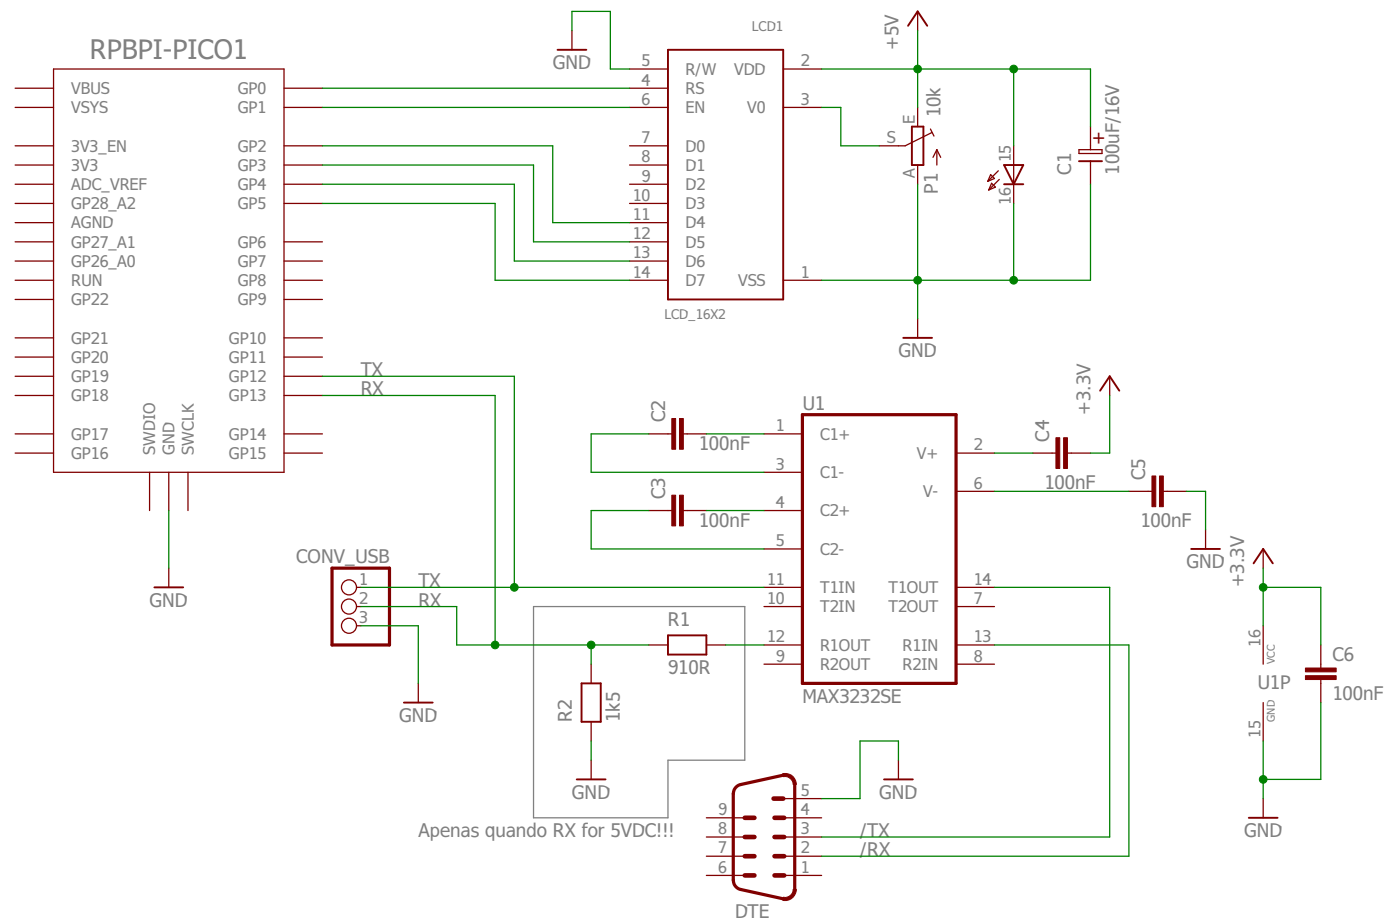 RPBPI-PICO1
VBUS
VSYS
3V3_EN
3V3
ADC_VREF
GP28_A2
AGND
GP27_A1
GP26_A0
RUN
GP22
GP21
GP20
GP19
GP18
GP17
GP16
GP0
GP1
GP2
GP3
GP4
GP5
GP6
GP7
GP8
GP9
GP10
GP11
GP12
GP13
GP14
GP15
SWDIO
GND
SWCLK
GND
TX
RX
GND
LCD1
5 R/W
4 RS
6 EN
7 D0
8 D1
9 D2
10 D3
11 D4
12 D5
13 D6
14 D7
VDD 2
V0 3
VSS 1
LCD_16X2
+5V
10k
E
S
A
P1
15
16
C1
+
100uF/16V
GND
U1
1 C1+
3 C1-
4 C2+
5 C2-
11 T1IN
10 T2IN
12 R1OUT
9 R2OUT
V+ 2
V- 6
T1OUT 14
T2OUT 7
R1IN 13
R2IN 8
MAX3232SE
C2
100nF
C3
100nF
C4
100nF
+3.3V
C5
100nF
GND
CONV_USB
1
2
3
TX
RX
GND
R1
910R
R2
1k5
GND
Apenas quando RX for 5VDC!!!
+3.3V
16
VCC
U1P
GND
15
C6
100nF
GND
9
8
7
6
5
4
3
2
1
/TX
/RX
GND
DTE